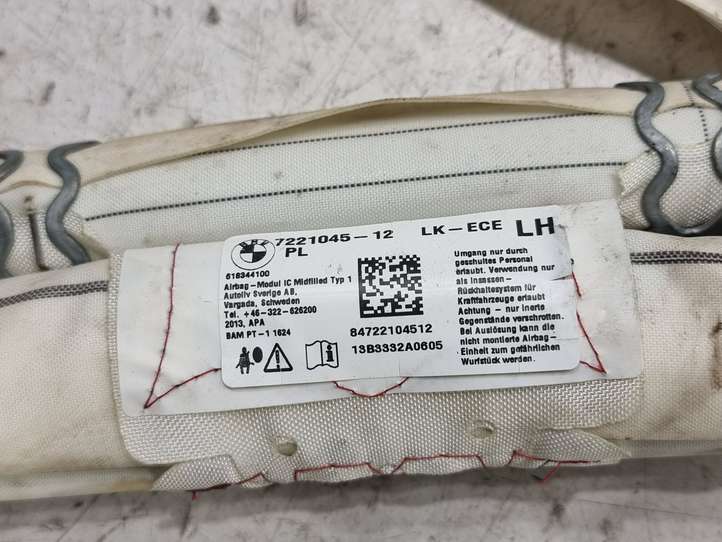 7221045-12 LK-ECE LH
PL
616344100
Airbag-Modul IC Midfilled Typ 1
Autoliv Sverige AB,
Vargada, Schweden
Tel. +46-322-626200
2013, APA
BAM PT-1 1624
84722104512
13B3332A0605
Umgang nur durch
geschultes Personal
erlaubt. Verwendung nur
als Insassen-
Rückhaltesystem für
Kraftfahrzeuge erlaubt
Achtung - nur inerte
Gegenstände verschrotten.
Bei Auslösung kann die
nicht montierte Airbag-
Einheit zum gefährlichen
Wurfstück werden.